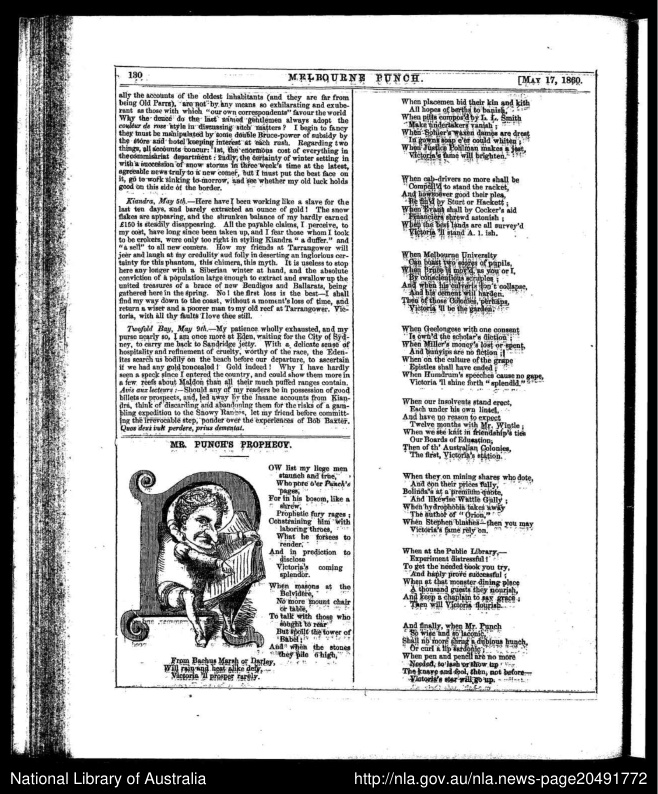 130
MELBOURNE PUNCH.
[MAY 17, 1860.
ally the accounts of the oldest inhabitants (and they are far from
being Old Parrs), are not by any means so exhilarating and exube-
rant as those with which "our own correspondents" favour the world
Why the deuce do the last named gentlemen always adopt the
couleur de rose style in discussing such matters? I begin to fancy
they must be manipulated by some double Bruce-power of subsidy by
the store and hotel keeping interest at each rush. Regarding two
things, all accounts concur: 1st, the enormous cost of everything in
the commissariat department: 2ndly, the certainty of winter setting in
with a succession of snow storms in three week's time at the latest,
agreeable news truly to a new comer, but I must put the best face on
it, go to work sinking to-morrow, and see whether my old luck holds
good on this side of the border.
Kiandra, May 5th.—Here have I been working like a slave for the
last ten days, and barely extracted an ounce of gold! The snow
flakes are appearing, and the shrunken balance of my hardly earned
£150 is steadily disappearing. All the payable claims, I perceive, to
my cost, have long since been taken up, and I fear those whom I took
to be croakers, were only too right in styling Kiandra "a duffer." and
"a sell" to all new comers. How my friends at Tarrangower will
jeer and laugh at my credulity and folly in deserting an inglorious cer-
tainty for this phantom, this chimera, this myth. It is useless to stop
here any longer with a Siberian winter at hand, and the absolute
conviction of a population large enough to extract and swallow up the
united treasures of a brace of new Bendigos and Ballarats, being
gathered here in the spring. No! the first loss is the best—I shall
find my way down to the coast, without a moment's loss of time, and
return a wiser and a poorer man to my old reef at Tarrangower. Vic-
toria, with all thy faults I love thee still.
Twofold Bay, May 9th.—My patience wholly exhausted, and my
purse nearly so, I am once more at Eden, waiting for the City of Syd-
ney, to carry me back to Sandridge jetty. With a delicate sense of
hospitality and refinement of cruelty, worthy of the race, the Eden-
ites search us bodily on the beach before our departure, to ascertain
if we had any gold concealed! Gold indeed! Why I have hardly
seen a speck since I entered the country, and could show them more in
a few reefs about Maldon than all their much puffed ranges contain.
Avis aux lecteurs:—Should any of my readers be in possession of good
billets or prospects, and, led away by the insane accounts from Kian-
dra, think of discarding and abandoning them for the risks of a gam-
bling expedition to the Snowy Ranges, let my friend before committ-
ing the irrevocable step, ponder over the experiences of Bob Baxter.
Quos deus vult perdere, prius dementat.
MR. PUNCH'S PROPHECY.
OW list my liege men
staunch and true,
Who pore o'er Punch's
pages,
For in his bosom, like a
shrew,
Prophetic fury rages;
Constraining him with
laboring throes,
What he forsees to
render,
And in prediction to
disclose
Victoria's coming
splendor.
When masons at the
Belvidere,
No more mount chair
or table,
To talk with those who
sought to rear
But speill the tower of
Babel;
And when the stones
they pile o high,
From Bachus Marsh or Darley,
Will rain and heat alike defy,
Victoria 'll prosper rarely.
When placemen bid their kin and kith
All hopes of berths to banish,
When pills compos'd by L. L. Smith
Make undertakers vanish;
When Sohier's waxen dames are drest
In gowns soap e'er could whiten;
When Justice Pohlman makes a jest,
Victoria's fame will brighten.
When cab-drivers no more shall be
Compell'd to stand the racket,
And howsoever good their plea,
Be fin'd by Sturt or Hackett;
When Evans shall by Cocker's aid
Financiers shrewd astonish;
When the best lands are all survey'd
Victoria 'll stand A. 1. ish.
When Melbourne University
Can boast two scores of pupils,
When Bruce is mov'd, as you or I,
By conscientious scruples;
And when his culverts don't collapse,
And his cement will harden,
Then of those Colonies, perhaps,
Victoria 'll be the garden.
When Geelongese with one consent
Is own'd the scholar's diction;
When Miller's money's lost or spent,
And bunyips are no fiction;
When on the culture of the grape
Epistles shall have ended;
When Humdrum's speeches cause no gape,
Victoria 'll shine forth "splendid."
When our insolvents stand erect,
Each under his own lintel,
And have no reason to expect
Twelve months with Mr. Wintle;
When we see knit in friendship's ties
Our Boards of Education,
Then of th' Australian Colonies,
The first, Victoria's station.
When they on mining shares who dote,
And con their prices fully,
Belinda's at a premium quote,
And likewise Wattle Gully;
When hydrophobia takes away
The author of "Orion,"
When Stephen blushes—then you may
Victoria's fame rely on.
When at the Public Library,—
Experiment distressful!
To get the needed book you try,
And haply prove successful;
When at that monster dining place
A thousand guests they nourish,
And keep a chaplain to say grace;
Then will Victoria flourish.
And finally, when Mr. Punch
So wise and so laconic,
Shall no more sling a dubious hunch,
Or curl a lip sardonic;
When pen and pencil are no more
Needed, to lash or show up
The knave and fool, then, not before—
Victoria's star will go up.
National Library of Australia
http://nla.gov.au/nla.news-page20491772